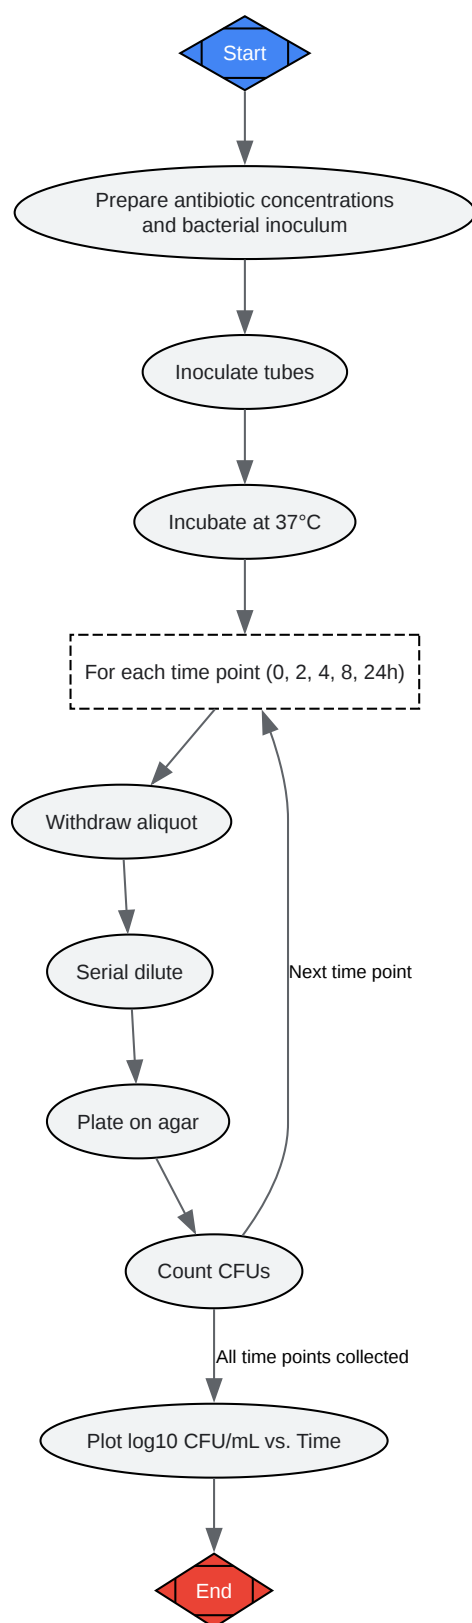 Start
Prepare antibiotic concentrations
and bacterial inoculum
Inoculate tubes
Incubate at 37°C
For each time point (0, 2, 4, 8, 24h)
Withdraw aliquot
Serial dilute
Next time point
Plate on agar
Count CFUs
All time points collected
Plot log10 CFU/mL vs. Time
End